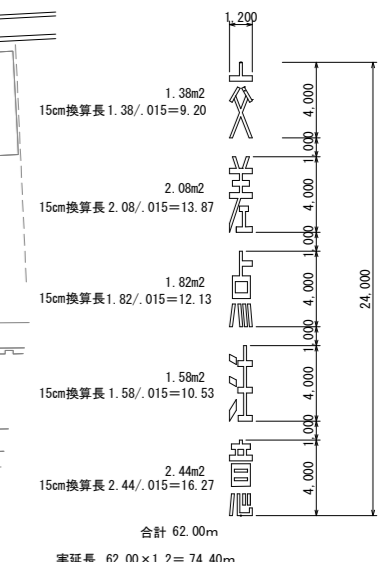 1,200
交差点注意
1.38m2
15cm換算長1.38/.015＝9.20
2.08m2
15cm換算長2.08/.015＝13.87
1.82m2
15cm換算長1.82/.015＝12.13
1.58m2
15cm換算長1.58/.015＝10.53
2.44m2
15cm換算長2.44/.015＝16.27
4,000
1,000
4,000
1,000
4,000
1,000
4,000
1,000
4,000
24,000
合計 62.00m
実延長 62.00×1.2＝74.40m